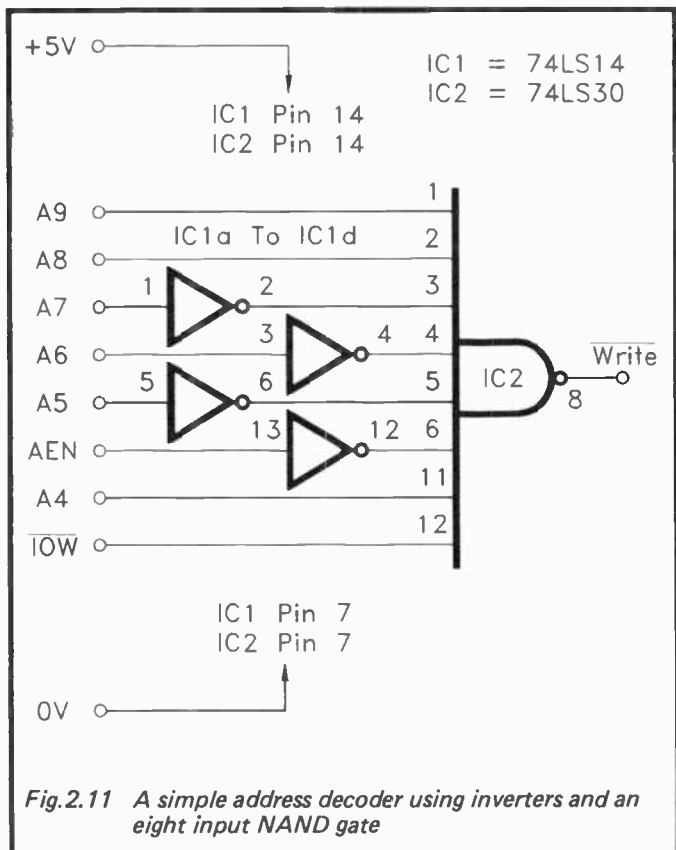 +5V
IC1 = 74LS14
IC2 = 74LS30
IC1 Pin 14
IC2 Pin 14
A9
1
IC1a To IC1d
A8
2
A7
1
2
3
A6
3
4
4
A5
5
6
5
IC2
8
Write
AEN
13
12
6
A4
11
IOW
12
IC1 Pin 7
IC2 Pin 7
0V
Fig.2.11 A simple address decoder using inverters and an
eight input NAND gate